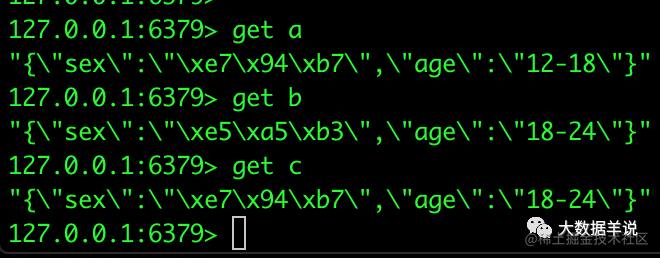 127.0.0.1:6379> get a
"{\"sex\":\"\xe7\x94\xb7\",\"age\":\"12-18\"}"
127.0.0.1:6379> get b
"{\"sex\":\"\xe5\xa5\xb3\",\"age\":\"18-24\"}"
127.0.0.1:6379> get c
"{\"sex\":\"\xe7\x94\xb7\",\"age\":\"18-24\"}"
127.0.0.1:6379>
大数据羊说
@稀土掘金技术社区